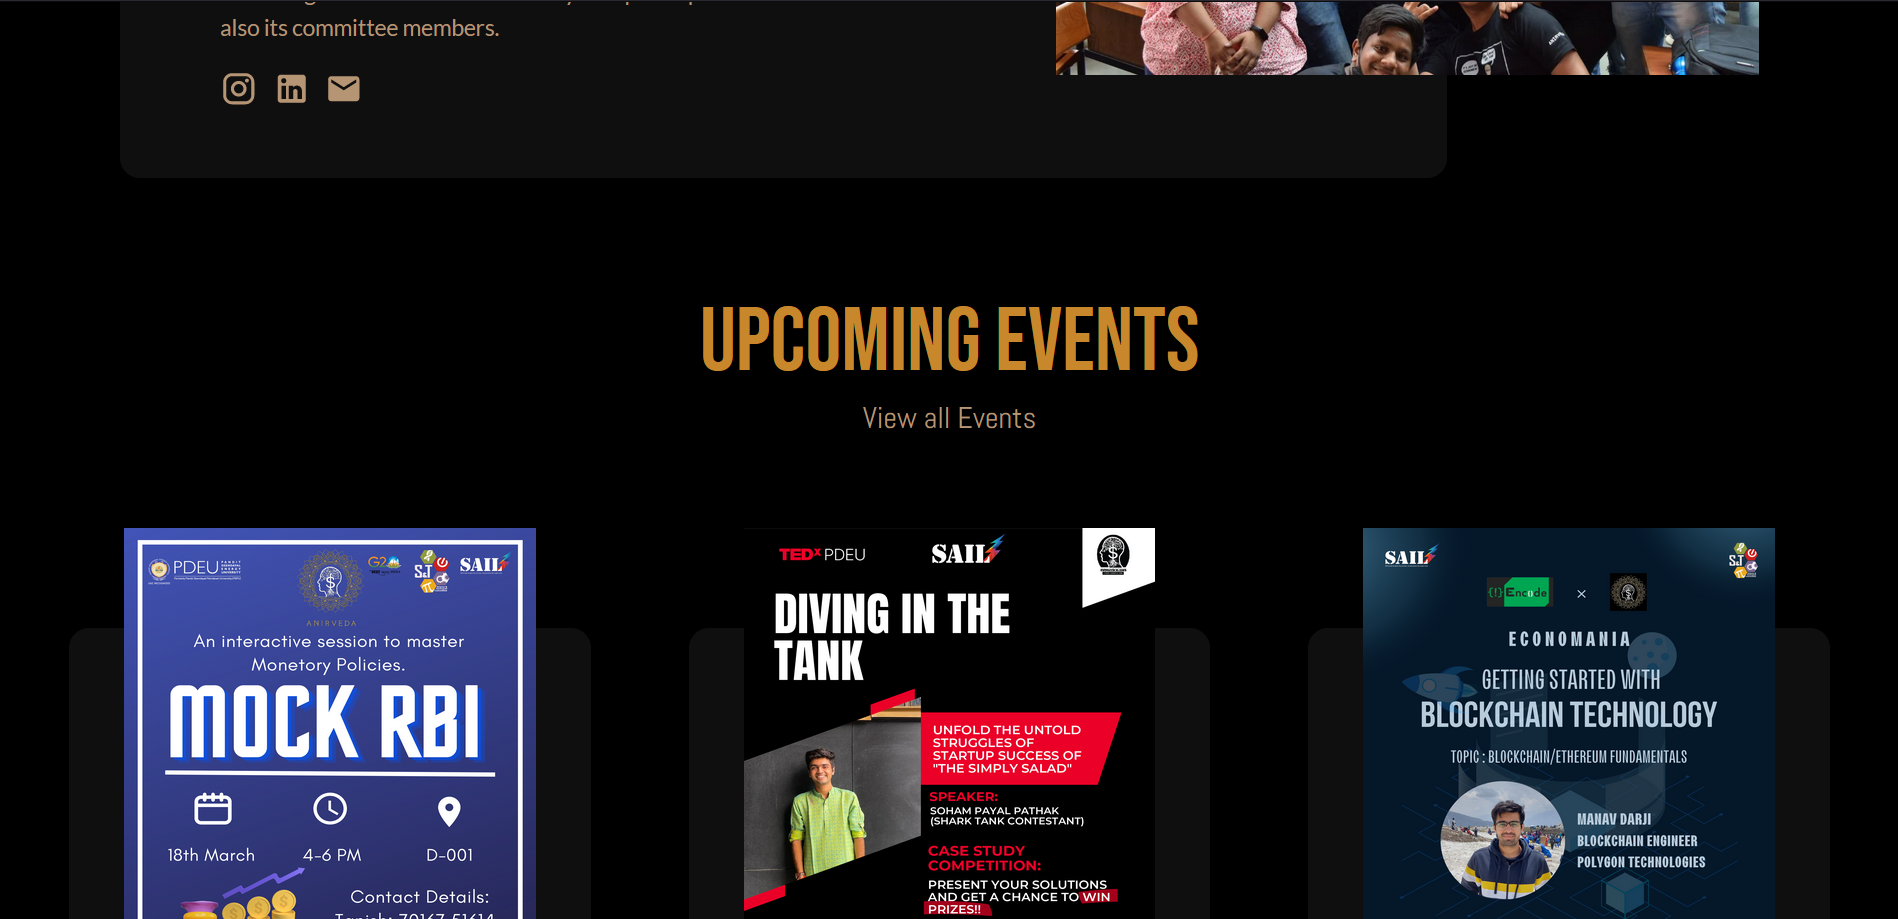 also its committee members.
UPCOMING EVENTS
View all Events
PDEU
G20
SAIL
ANIRVEDA
An interactive session to master
Monetory Policies.
MOCK RBI
18th March
4-6 PM
D-001
Contact Details:
TEDx PDEU
SAIL
DIVING IN THE
TANK
UNFOLD THE UNTOLD
STRUGGLES OF
STARTUP SUCCESS OF
"THE SIMPLY SALAD"
SPEAKER:
SOHAM PAYAL PATHAK
(SHARK TANK CONTESTANT)
CASE STUDY
COMPETITION:
PRESENT YOUR SOLUTIONS
AND GET A CHANCE TO WIN
PRIZES!!
SAIL
{!} Encode
×
ECONOMANIA
GETTING STARTED WITH
BLOCKCHAIN TECHNOLOGY
TOPIC : BLOCKCHAIN/ETHEREUM FUNDAMENTALS
MANAV DARJI
BLOCKCHAIN ENGINEER
POLYGON TECHNOLOGIES